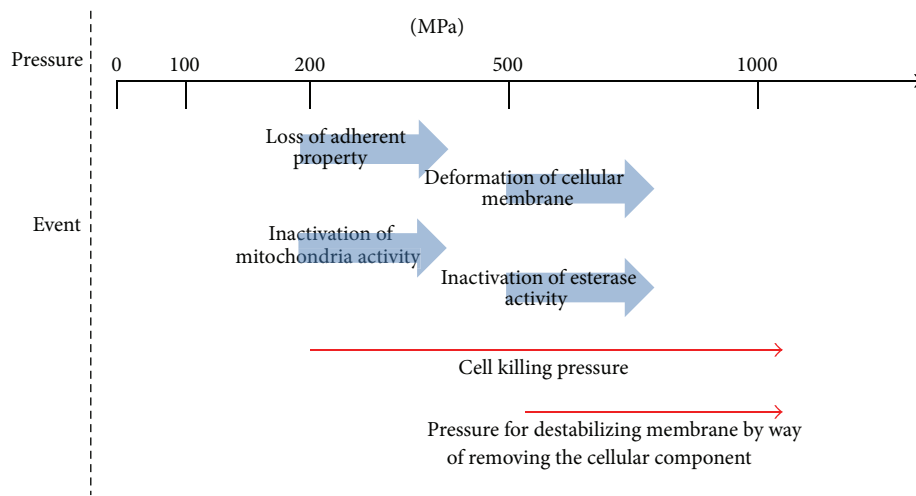 (MPa)
Pressure
0 100 200 500 1000
Loss of adherent
property
Deformation of cellular
membrane
Event
Inactivation of
mitochondria activity
Inactivation of esterase
activity
Cell killing pressure
Pressure for destabilizing membrane by way
of removing the cellular component